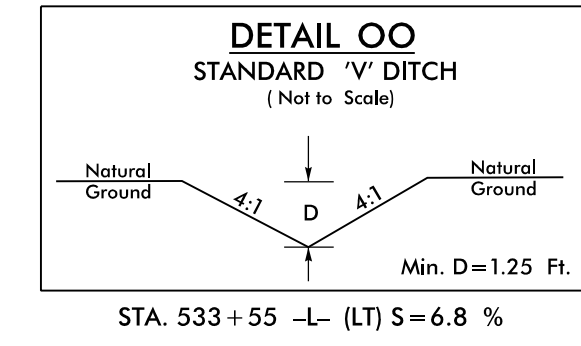 DETAIL OO
STANDARD 'V' DITCH
( Not to Scale)
Natural
Ground
4:1
D
4:1
Natural
Ground
Min. D=1.25 Ft.
STA. 533+55 -L- (LT) S=6.8 %